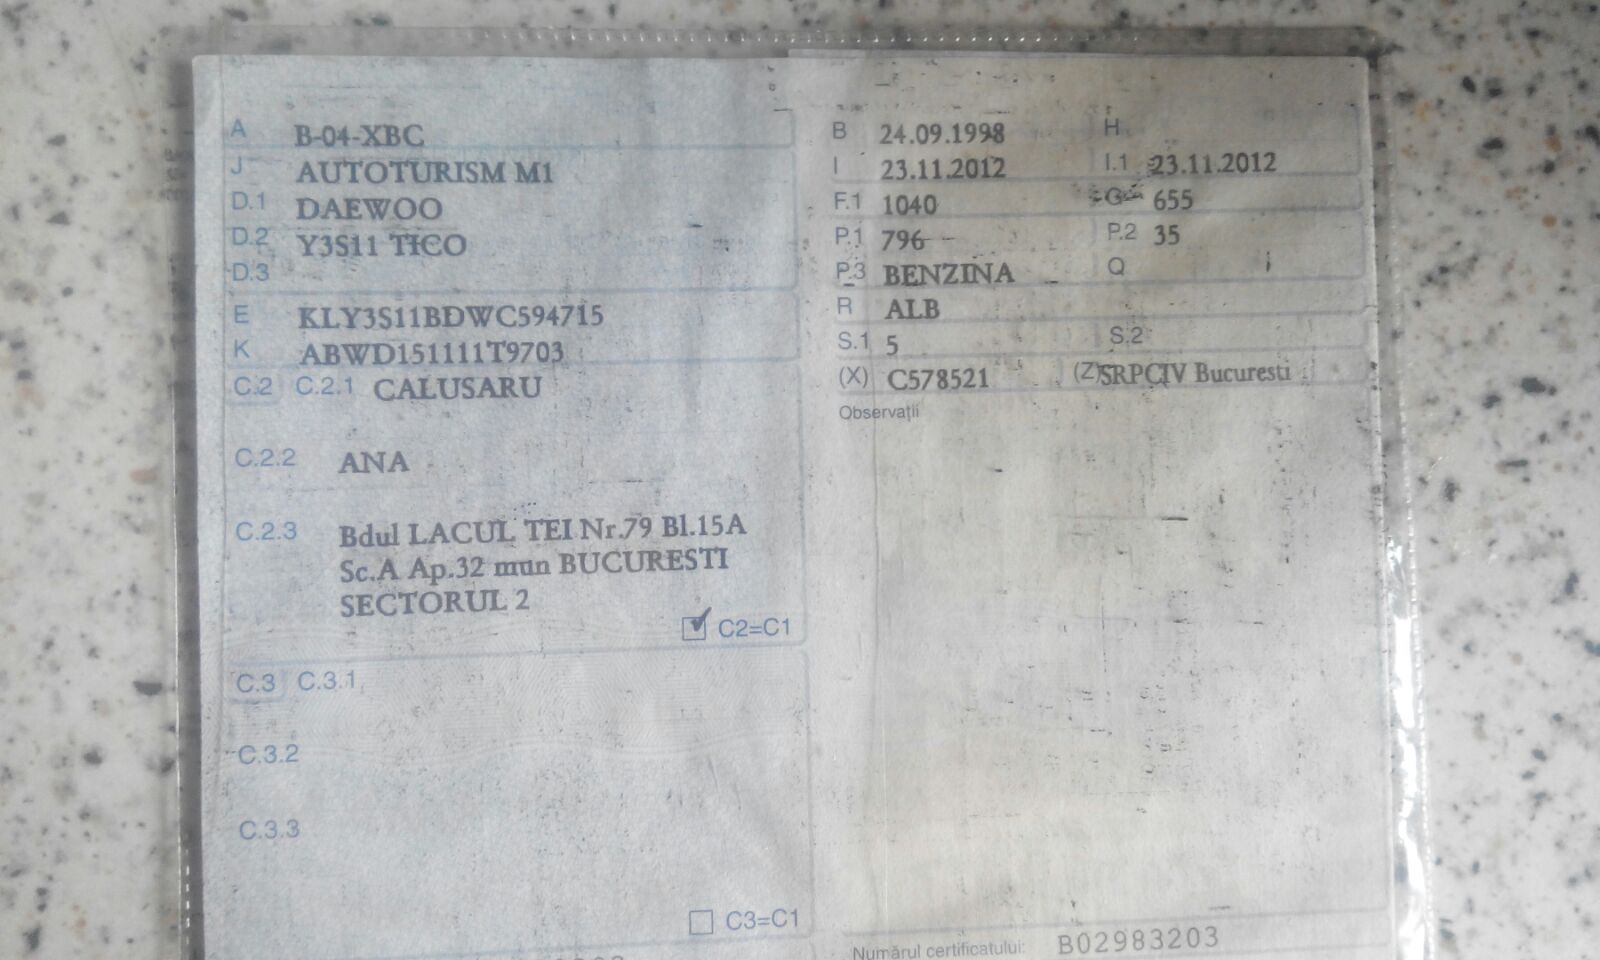 A B-04-XBC
J AUTOTURISM M1
D.1 DAEWOO
D.2 Y3S11 TICO
D.3
E KLY3S11BDWC594715
K ABWD151111T9703
C.2 C.2.1 CALUSARU
C.2.2 ANA
C.2.3 Bdul LACUL TEI Nr.79 Bl.15A
Sc.A Ap.32 mun BUCURESTI
SECTORUL 2
C2=C1
C.3 C.3.1
C.3.2
C.3.3
C3=C1
B 24.09.1998 H
I 23.11.2012 I.1 23.11.2012
F.1 1040 G 655
P.1 796 P.2 35
P.3 BENZINA Q
R ALB
S.1 5 S.2
(X) C578521 (Z) SRPCIV Bucuresti
Observații
Numărul certificatului: B02983203